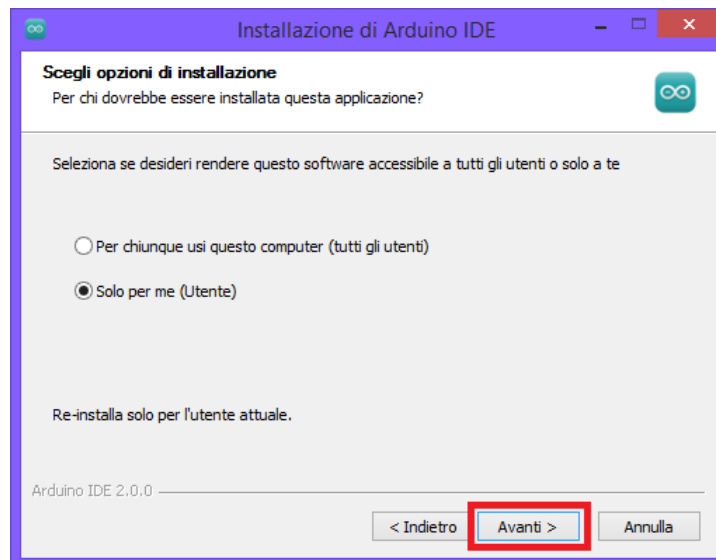 Installazione di Arduino IDE
Scegli opzioni di installazione
Per chi dovrebbe essere installata questa applicazione?
Seleziona se desideri rendere questo software accessibile a tutti gli utenti o solo a te
Per chiunque usi questo computer (tutti gli utenti)
Solo per me (Utente)
Re-installa solo per l'utente attuale.
Arduino IDE 2.0.0
< Indietro Avanti > Annulla